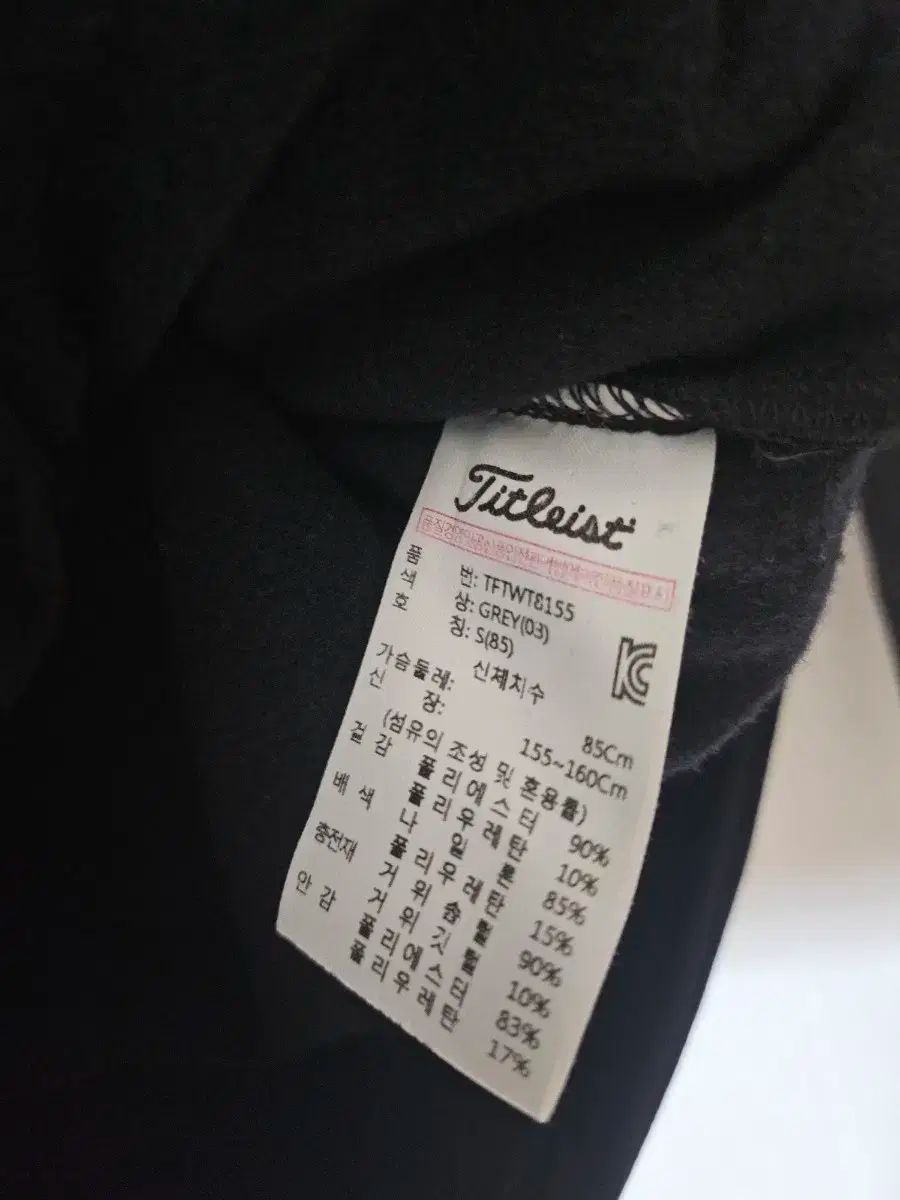 Titleist
품 번: TFTWT8155
색 상: GREY(03)
호 칭: S(85)
신체치수
가슴둘레: 85Cm
신 장: 155~160Cm
(섬유의 조성 및 혼용률)
겉 감 폴리에스터 90%
폴리우레탄 10%
배 색 나일론 85%
폴리우레탄 15%
충전재 거위솜털 90%
거위깃털 10%
안 감 폴리에스터 83%
폴리우레탄 17%